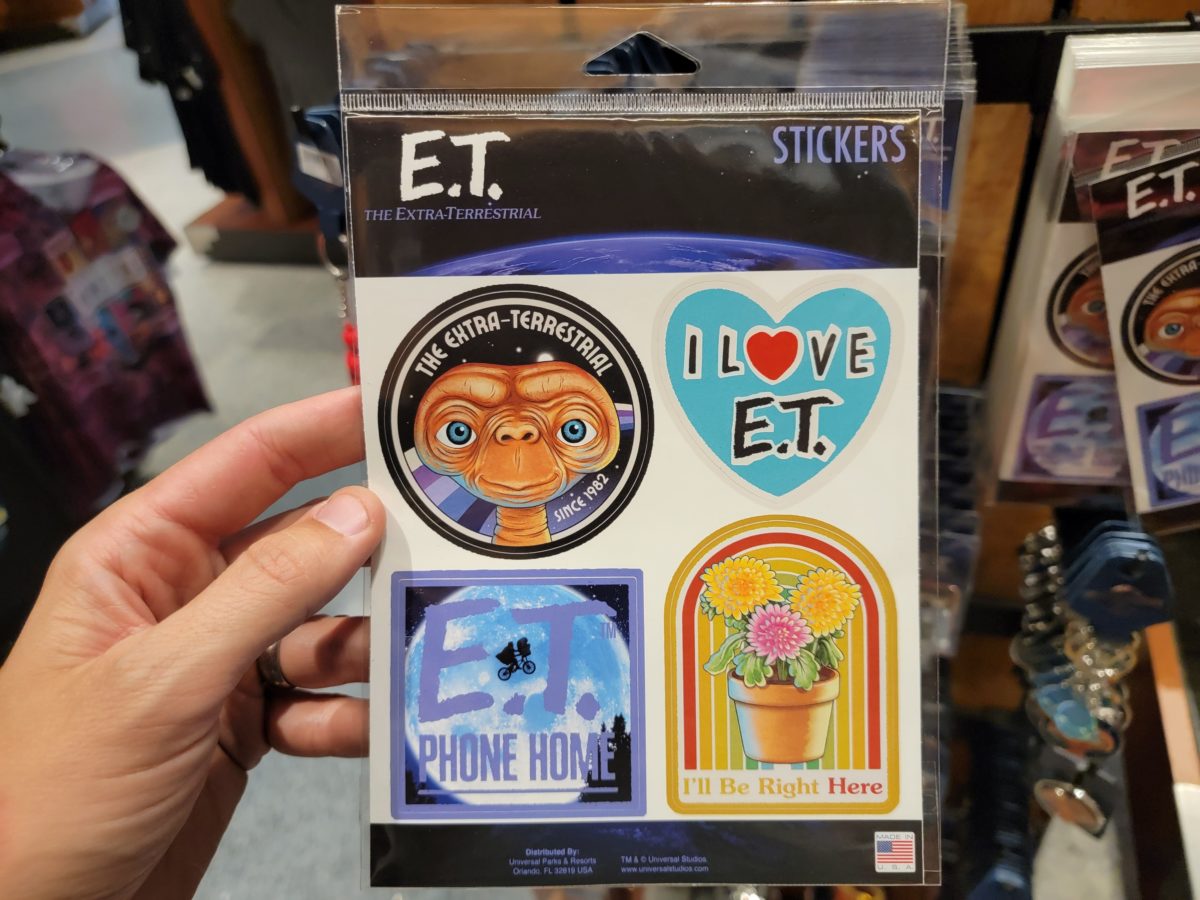 E.T.
THE EXTRA-TERRESTRIAL
STICKERS
THE EXTRA-TERRESTRIAL
SINCE 1982
I LOVE
E.T.
E.T.™
PHONE HOME
I'll Be Right Here
Distributed By:
Universal Parks & Resorts
Orlando, FL 32819 USA
TM & © Universal Studios.
www.universalstudios.com
MADE IN
U.S.A
E.T.
E.T.